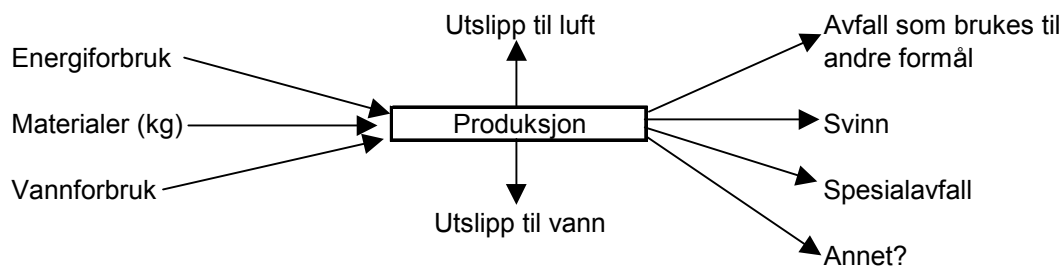 Utslipp til luft
Avfall som brukes til
andre formål
Energiforbruk
Materialer (kg)
Produksjon
Svinn
Vannforbruk
Spesialavfall
Utslipp til vann
Annet?